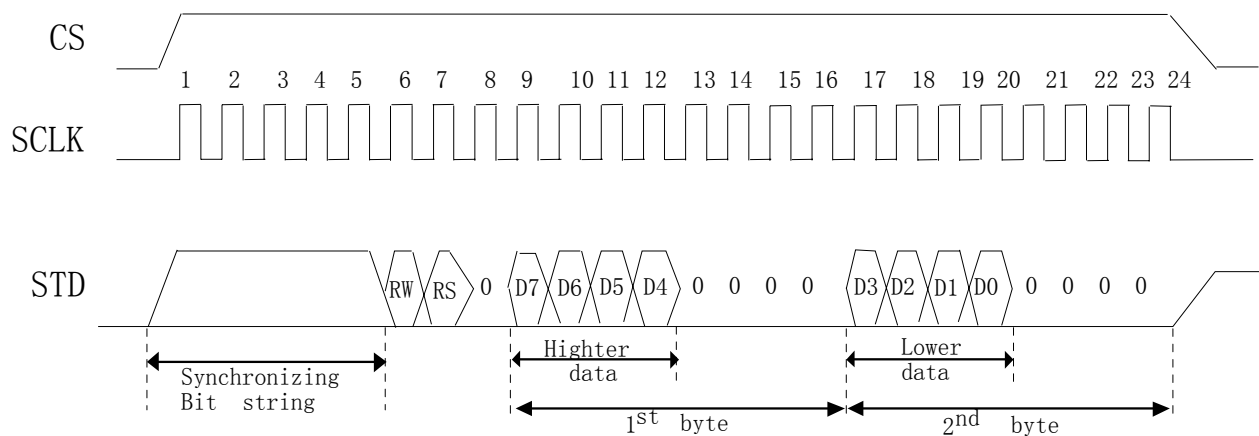 CS
1 2 3 4 5 6 7 8 9 10 11 12 13 14 15 16 17 18 19 20 21 22 23 24
SCLK
STD
RW RS 0 D7 D6 D5 D4 0 0 0 0 D3 D2 D1 D0 0 0 0 0
Synchronizing
Bit string
Highter
data
Lower
data
1st byte
2nd byte